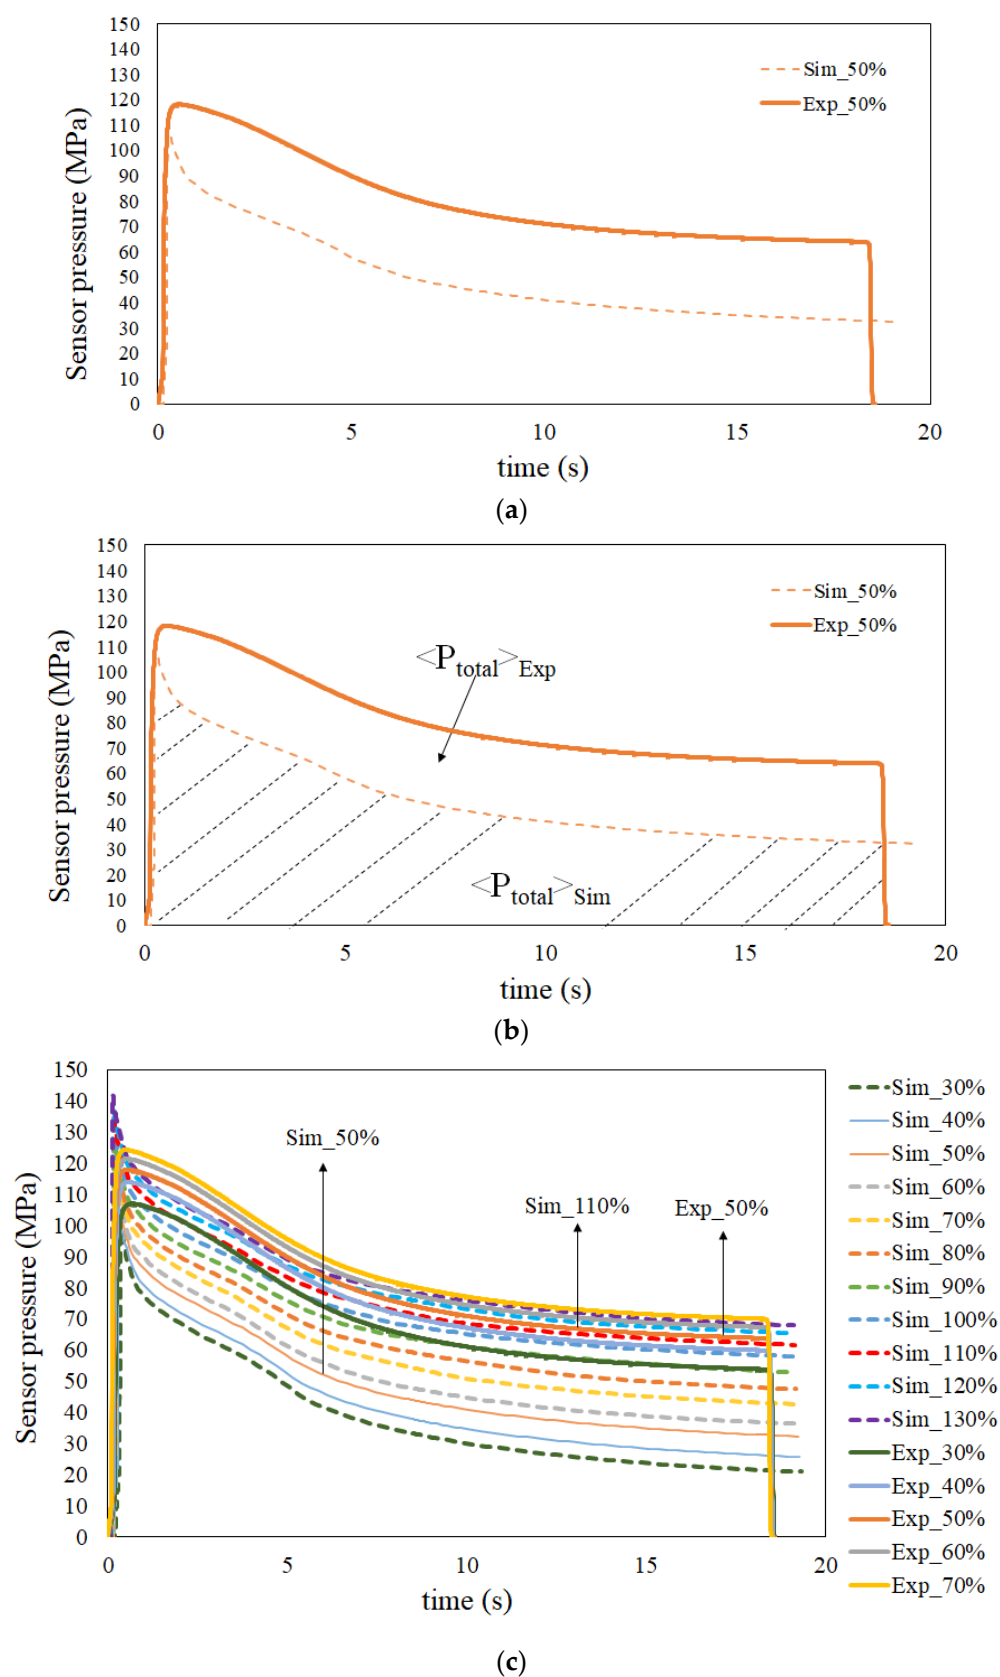 150
140
130
120
110
100
90
80
70
60
50
40
30
20
10
0
Sensor pressure (MPa)
Sim_50%
Exp_50%
0 5 10 15 20
time (s)
(a)
150
140
130
120
110
100
90
80
70
60
50
40
30
20
10
0
Sensor pressure (MPa)
Sim_50%
Exp_50%
<Ptotal>Exp
<Ptotal>Sim
0 5 10 15 20
time (s)
(b)
150
140
130
120
110
100
90
80
70
60
50
40
30
20
10
0
Sensor pressure (MPa)
Sim_50%
Sim_110%
Exp_50%
0 5 10 15 20
time (s)
Sim_30%
Sim_40%
Sim_50%
Sim_60%
Sim_70%
Sim_80%
Sim_90%
Sim_100%
Sim_110%
Sim_120%
Sim_130%
Exp_30%
Exp_40%
Exp_50%
Exp_60%
Exp_70%
(c)